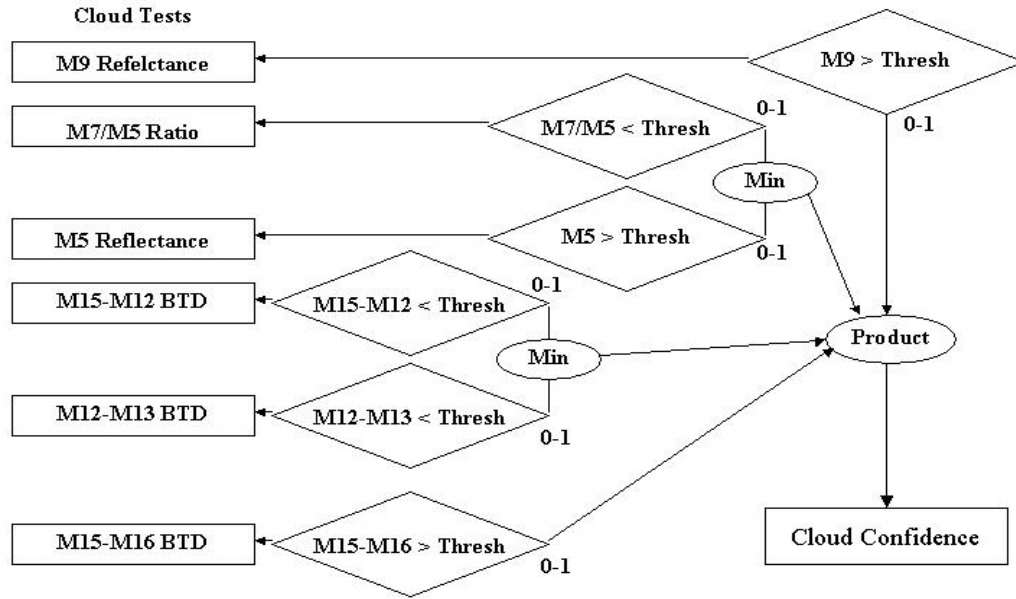 Cloud Tests
M9 Refelctance
M9 > Thresh
0-1
M7/M5 Ratio
M7/M5 < Thresh
0-1
Min
M5 Reflectance
M5 > Thresh
0-1
M15-M12 BTD
M15-M12 < Thresh
0-1
Min
Product
M12-M13 BTD
M12-M13 < Thresh
0-1
M15-M16 BTD
M15-M16 > Thresh
0-1
Cloud Confidence